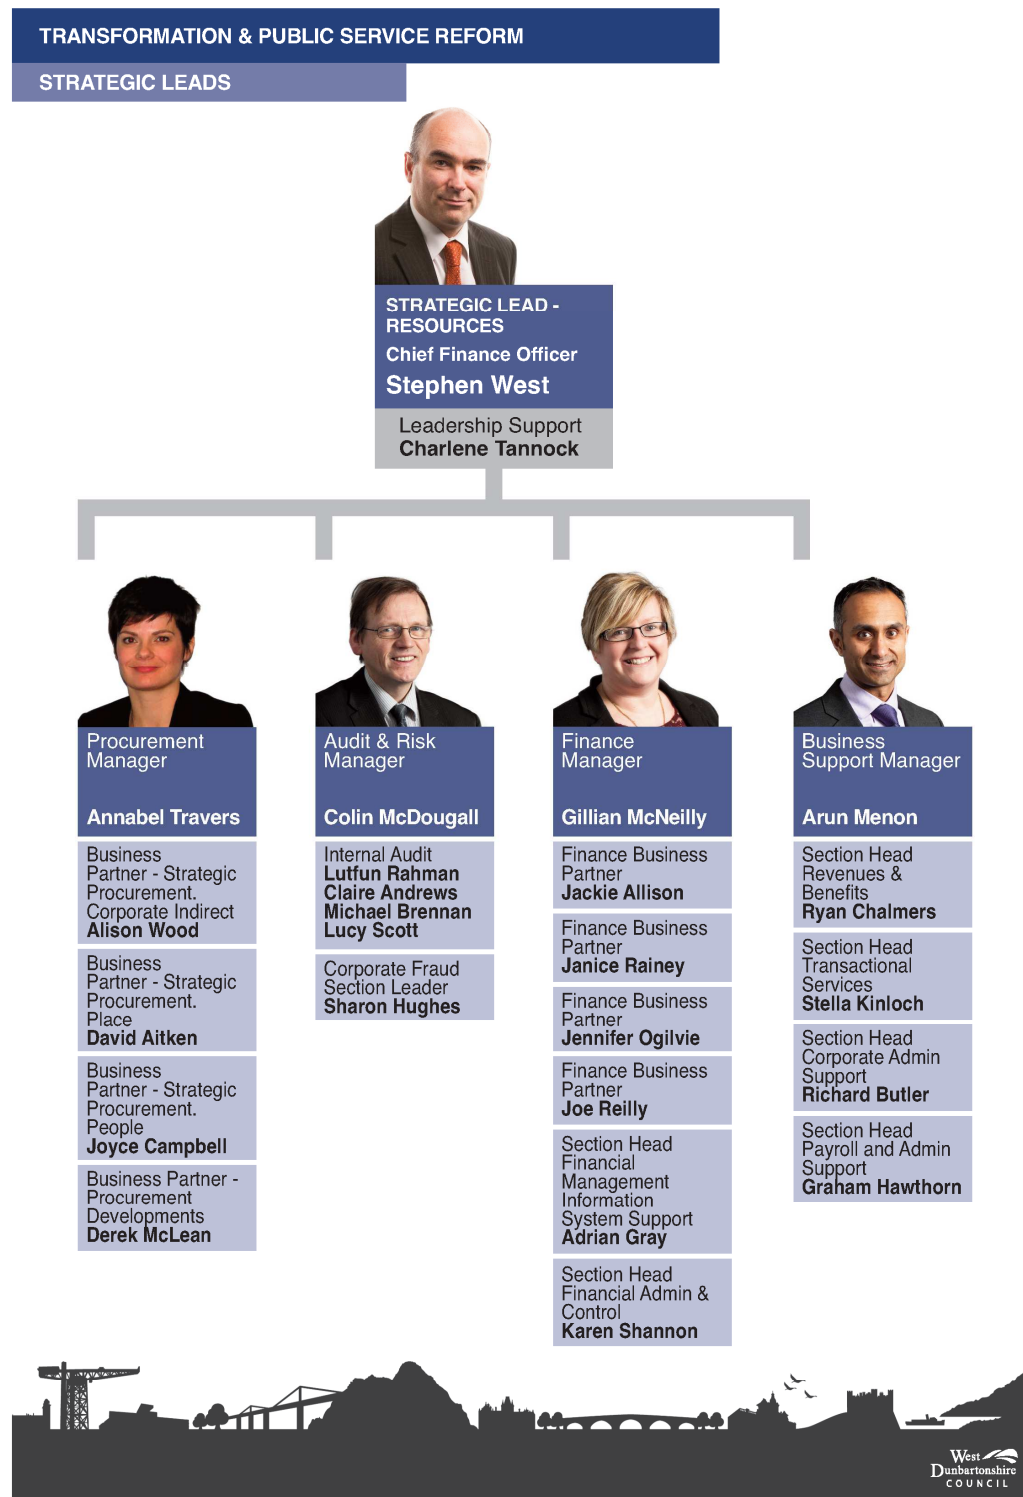 TRANSFORMATION & PUBLIC SERVICE REFORM
STRATEGIC LEADS
STRATEGIC LEAD -
RESOURCES
Chief Finance Officer
Stephen West
Leadership Support
Charlene Tannock
Procurement
Manager
Annabel Travers
Business
Partner - Strategic
Procurement.
Corporate Indirect
Alison Wood
Business
Partner - Strategic
Procurement.
Place
David Aitken
Business
Partner - Strategic
Procurement.
People
Joyce Campbell
Business Partner -
Procurement
Developments
Derek McLean
Audit & Risk
Manager
Colin McDougall
Internal Audit
Lutfun Rahman
Claire Andrews
Michael Brennan
Lucy Scott
Corporate Fraud
Section Leader
Sharon Hughes
Finance
Manager
Gillian McNeilly
Finance Business
Partner
Jackie Allison
Finance Business
Partner
Janice Rainey
Finance Business
Partner
Jennifer Ogilvie
Finance Business
Partner
Joe Reilly
Section Head
Financial
Management
Information
System Support
Adrian Gray
Section Head
Financial Admin &
Control
Karen Shannon
Business
Support Manager
Arun Menon
Section Head
Revenues &
Benefits
Ryan Chalmers
Section Head
Transactional
Services
Stella Kinloch
Section Head
Corporate Admin
Support
Richard Butler
Section Head
Payroll and Admin
Support
Graham Hawthorn
West
Dunbartonshire
COUNCIL